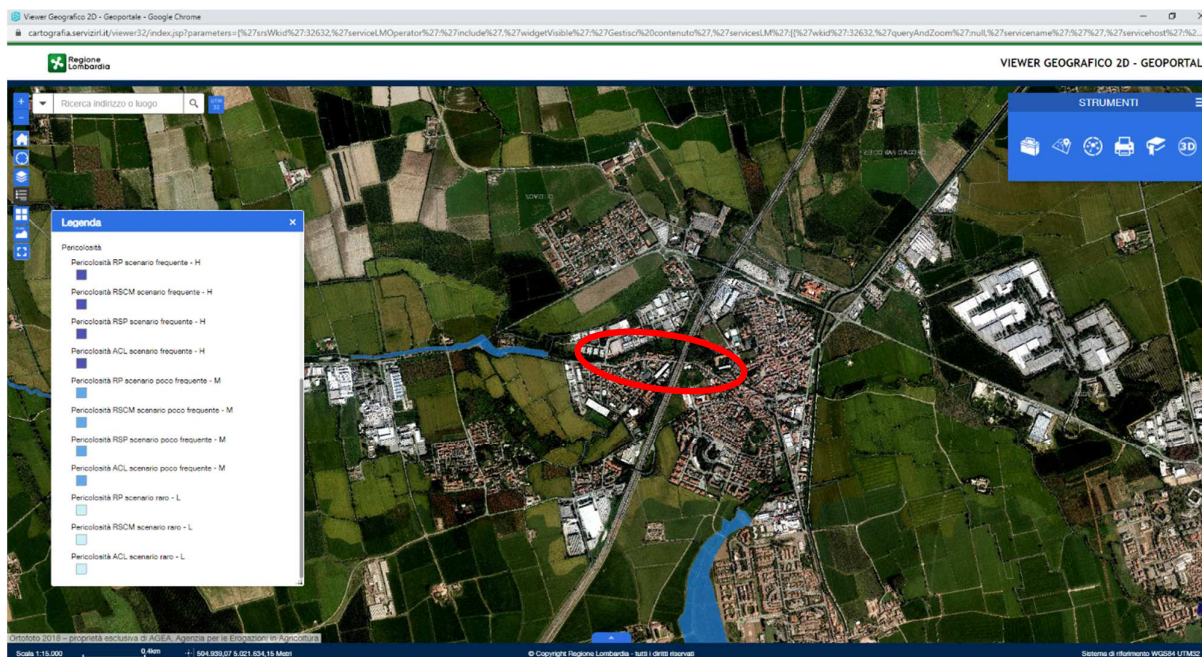 Viewer Geografico 2D - Geoportale - Google Chrome
cartografia.servizirl.it/viewer32/index.jsp?parameters={%27srsWkid%27:32632,%27serviceLMOperator%27:%27include%27,%27widgetVisible%27:%27Gestisci%20contenuto%27,%27servicesLM%27:[{%27wkid%27:32632,%27queryAndZoom%27:null,%27servicename%27:%27%27,%27servicehost%27:%2...
Regione
Lombardia
VIEWER GEOGRAFICO 2D - GEOPORTAL
Ricerca indirizzo o luogo
UTM
32
STRUMENTI
3D
Legenda
Pericolosità
Pericolosità RP scenario frequente - H
Pericolosità RSCM scenario frequente - H
Pericolosità RSP scenario frequente - H
Pericolosità ACL scenario frequente - H
Pericolosità RP scenario poco frequente - M
Pericolosità RSCM scenario poco frequente - M
Pericolosità RSP scenario poco frequente - M
Pericolosità ACL scenario poco frequente - M
Pericolosità RP scenario raro - L
Pericolosità RSCM scenario raro - L
Pericolosità ACL scenario raro - L
Ortofoto 2018 – proprietà esclusiva di AGEA, Agenzia per le Erogazioni in Agricoltura
Scala 1:15.000
0,4km
504.939,07 5.021.634,15 Metri
© Copyright Regione Lombardia - tutti i diritti riservati
Sistema di riferimento WGS84 UTM32